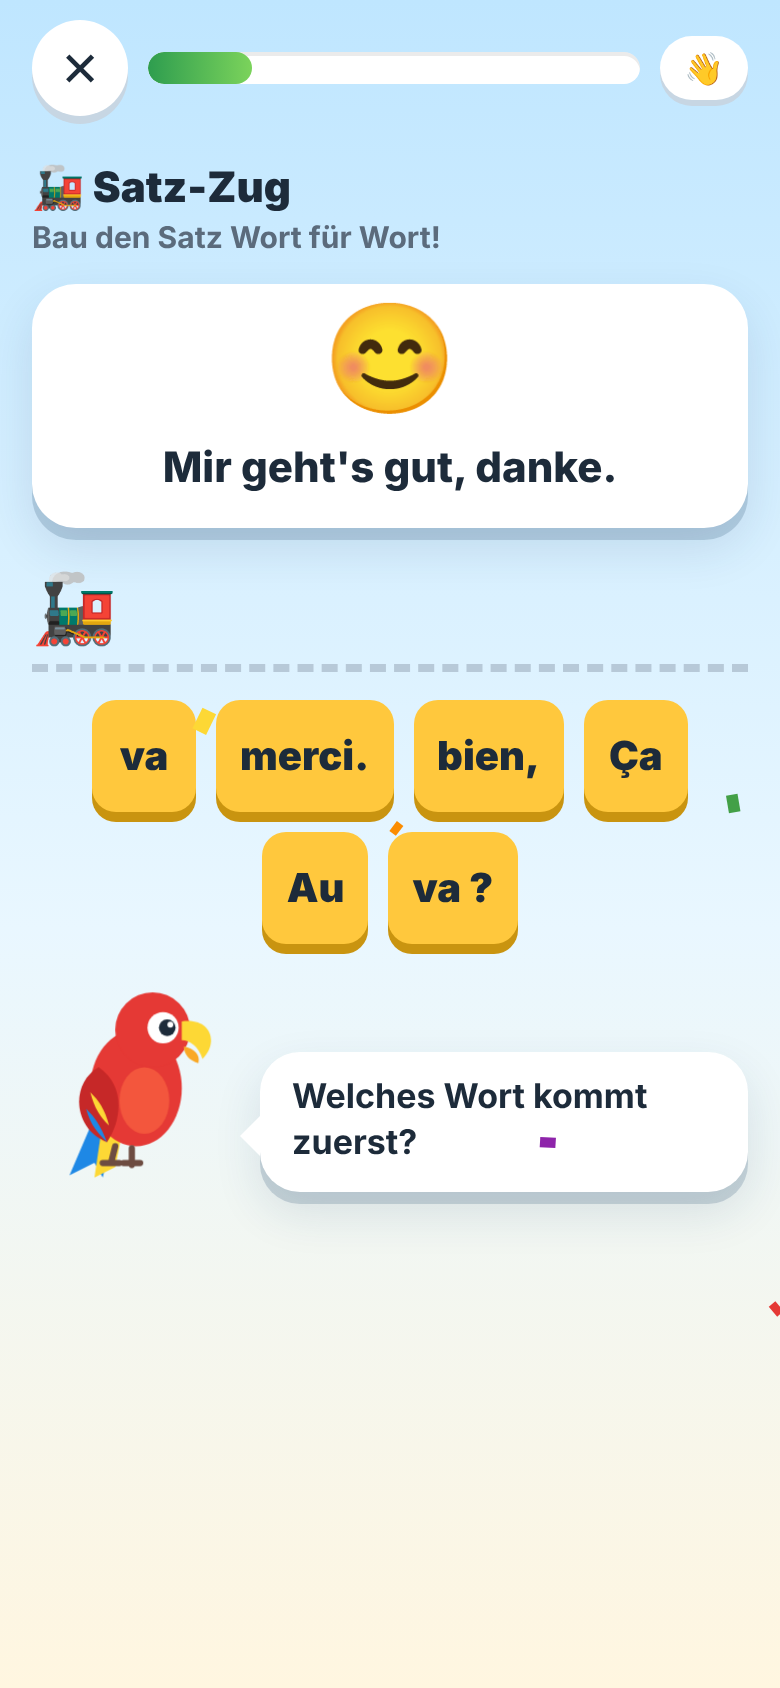 Satz-Zug
Bau den Satz Wort für Wort!
Mir geht's gut, danke.
va merci. bien, Ça
Au va ?
Welches Wort kommt
zuerst?